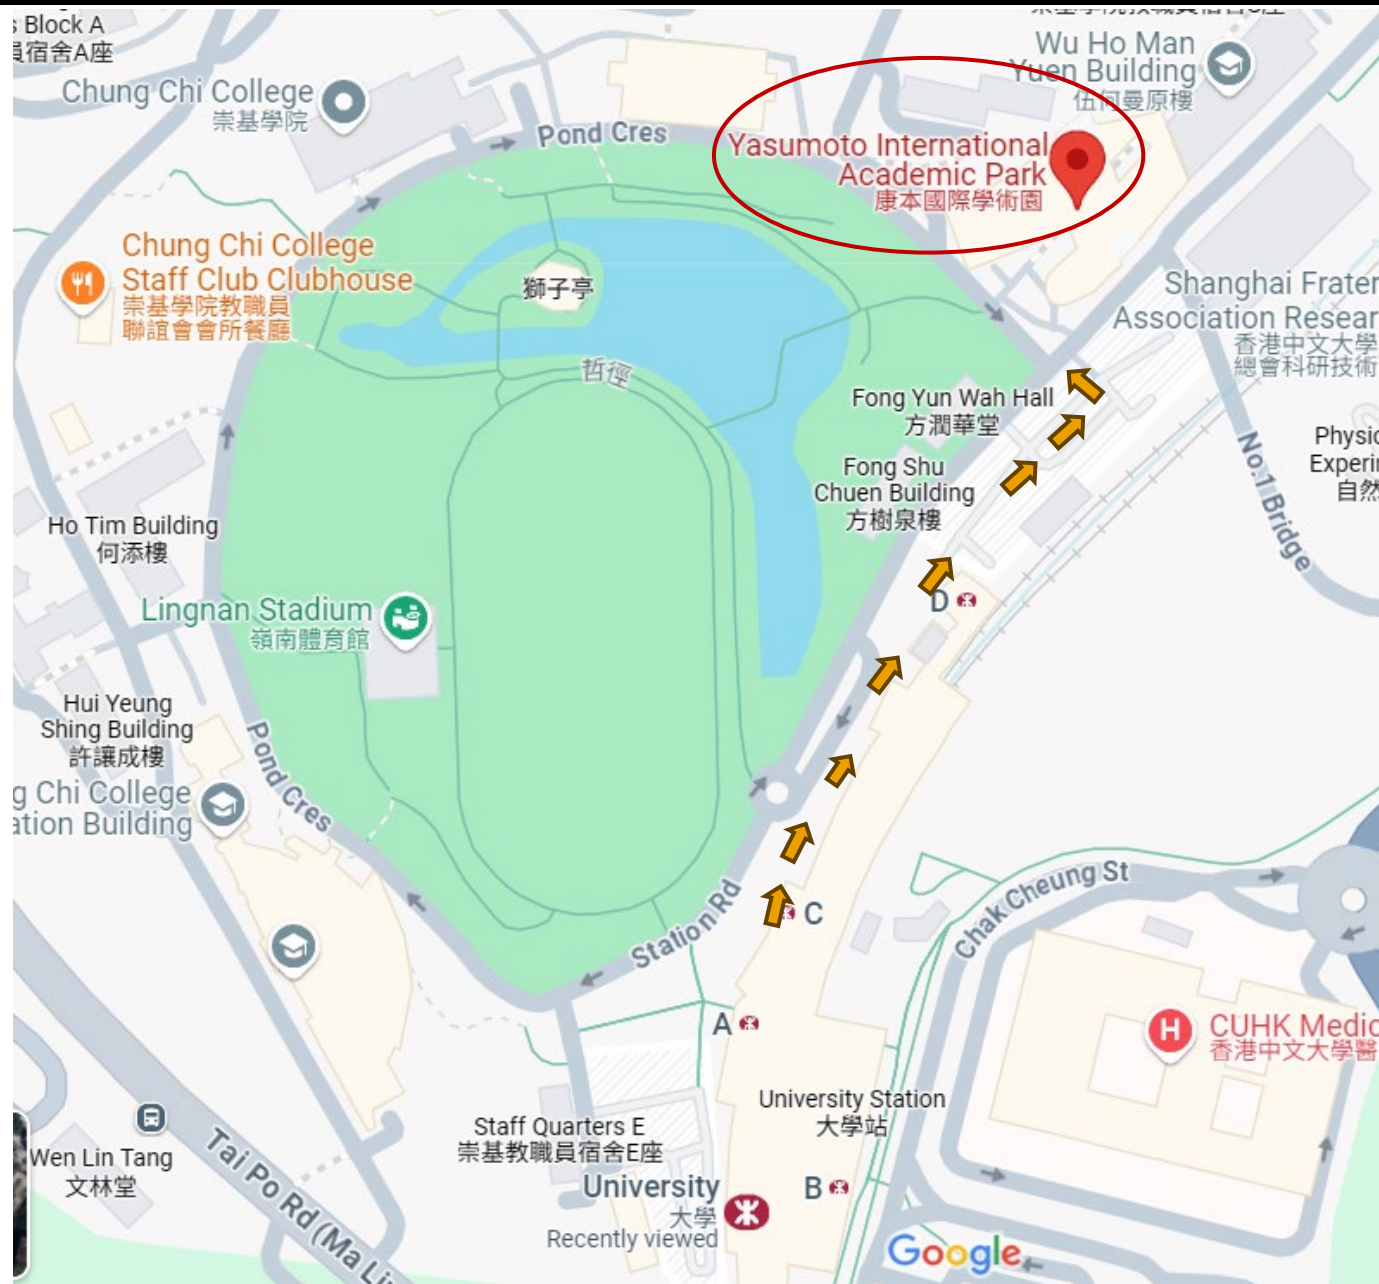 s Block A
員宿舍A座
Chung Chi College
崇基學院
Pond Cres
Wu Ho Man
Yuen Building
伍何曼原樓
Yasumoto International
Academic Park
康本國際學術園
Chung Chi College
Staff Club Clubhouse
崇基學院教職員
聯誼會會所餐廳
獅子亭
哲徑
Shanghai Frater
Association Resear
香港中文大學
總會科研技術
Fong Yun Wah Hall
方潤華堂
Fong Shu
Chuen Building
方樹泉樓
No.1 Bridge
Physic
Experi
自然
Ho Tim Building
何添樓
Lingnan Stadium
嶺南體育館
D
Hui Yeung
Shing Building
許讓成樓
Pond Cres
g Chi College
ation Building
Station Rd
C
Chak Cheung St
A
CUHK Medic
香港中文大學醫
H
University Station
大學站
Staff Quarters E
崇基教職員宿舍E座
Wen Lin Tang
文林堂
Tai Po Rd (Ma Li
University
大學
Recently viewed
B
Google